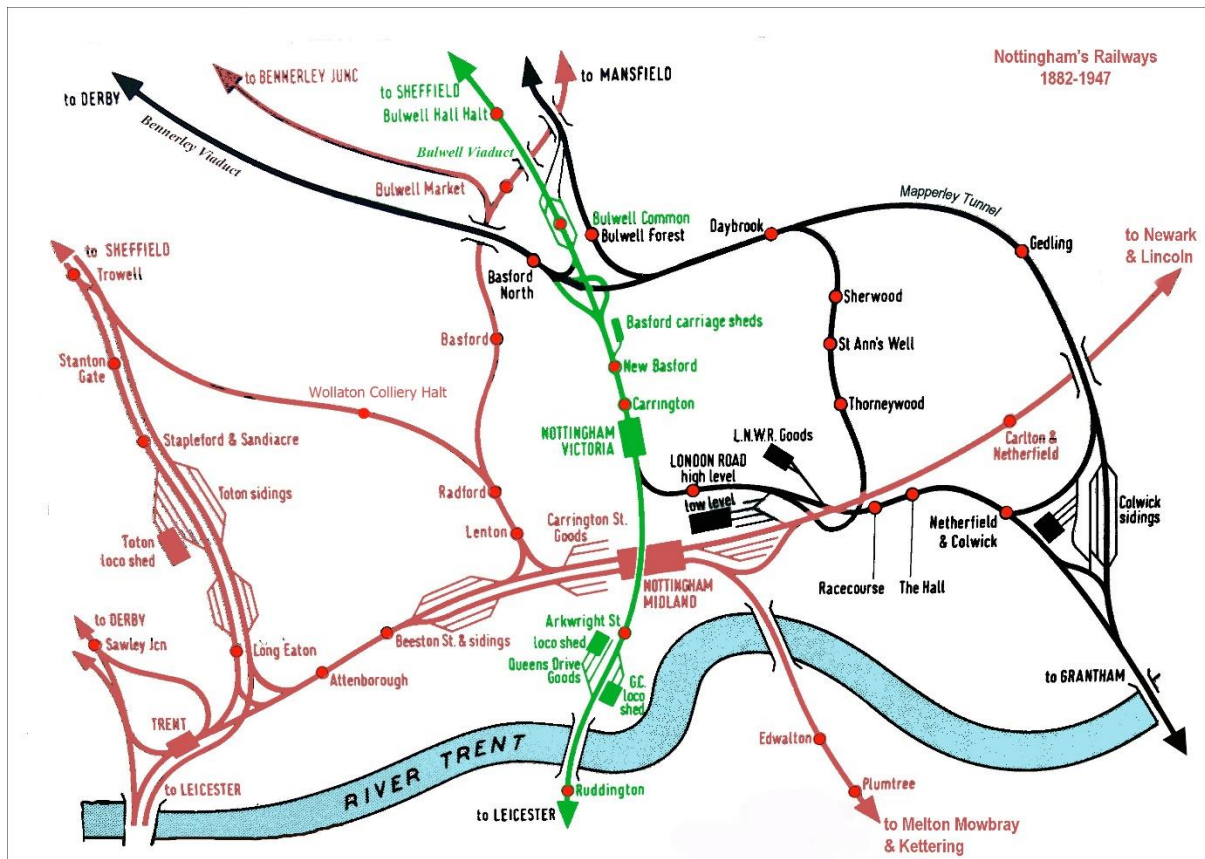 Nottingham's Railways
1882-1947
to BENNERLEY JUNC
to DERBY
Bennerley Viaduct
to SHEFFIELD
Bulwell Hall Halt
to MANSFIELD
Bulwell Viaduct
Bulwell Market
Bulwell Common
Bulwell Forest
Daybrook
Mapperley Tunnel
Gedling
to Newark
& Lincoln
to SHEFFIELD
Trowell
Basford
North
Sherwood
Basford carriage sheds
Basford
St Ann's Well
Stanton
Gate
New Basford
Wollaton Colliery Halt
Carrington
Thorneywood
Stapleford & Sandiacre
NOTTINGHAM
VICTORIA
L.N.W.R. Goods
Carlton &
Netherfield
LONDON ROAD
high level
low level
Toton sidings
Radford
Colwick
sidings
Lenton
Carrington St.
Goods
Netherfield
& Colwick
Toton
loco shed
NOTTINGHAM
MIDLAND
Racecourse
The Hall
to DERBY
Sawley Jcn
Long Eaton
Beeston St. & sidings
Arkwright St
loco shed
Queens Drive
Goods
G.C.
loco
shed
Attenborough
to GRANTHAM
TRENT
RIVER TRENT
Edwalton
to LEICESTER
Ruddington
Plumtree
to LEICESTER
to Melton Mowbray
& Kettering